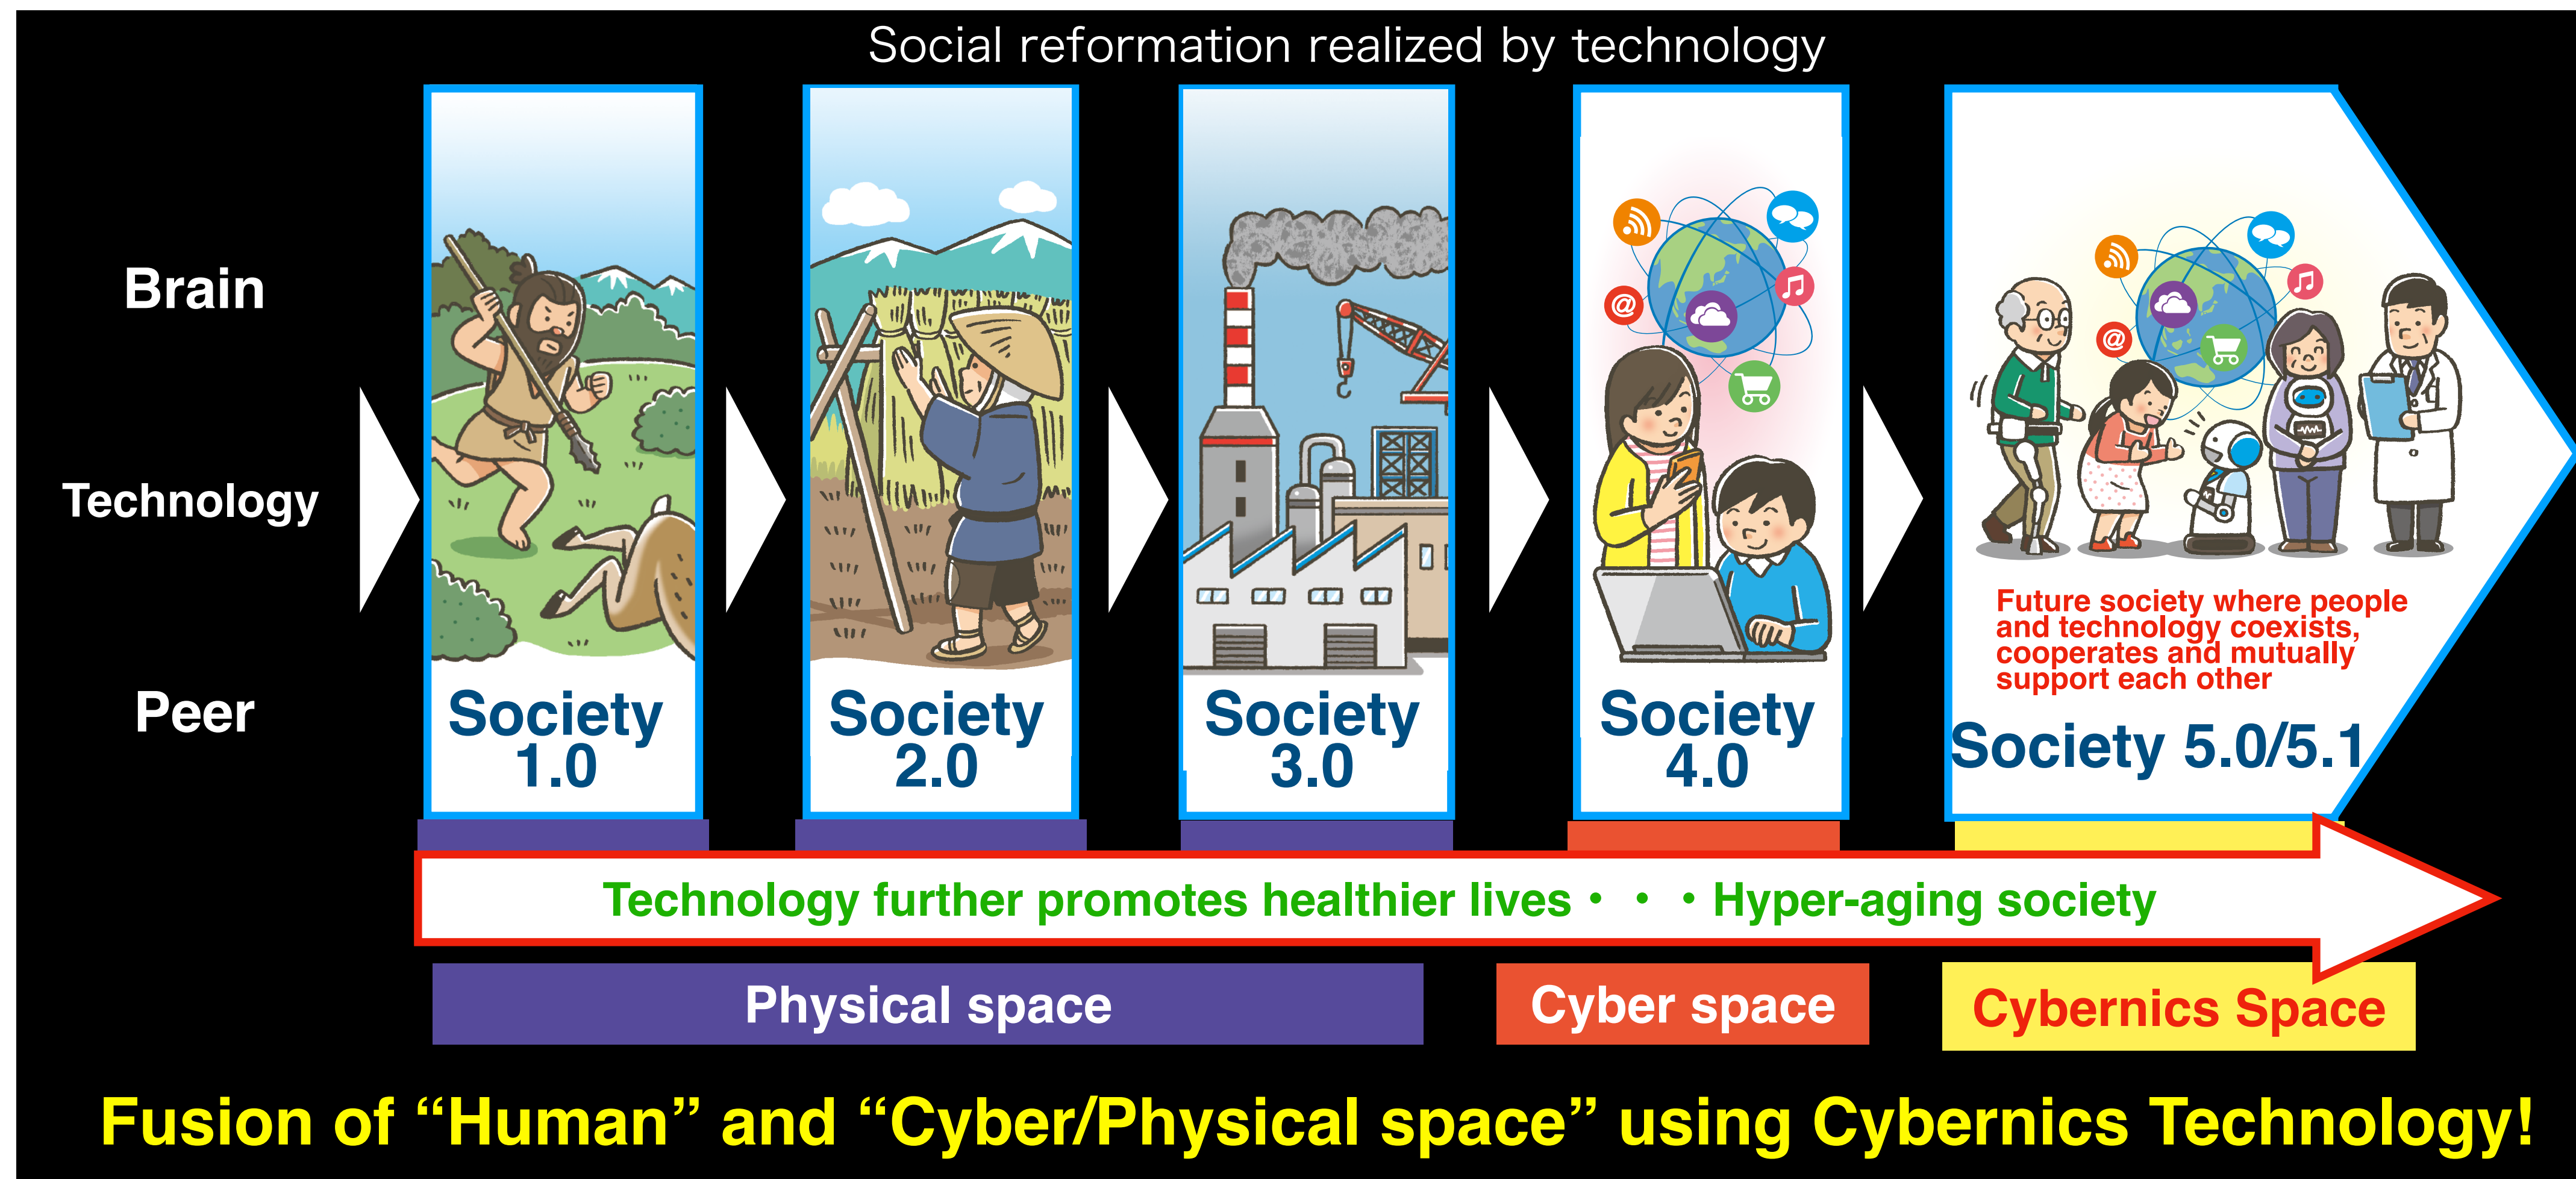 Social reformation realized by technology
Brain
Technology
Peer
Society
1.0
Society
2.0
Society
3.0
@
Society
4.0
@
Future society where people
and technology coexists,
cooperates and mutually
support each other
Society 5.0/5.1
Technology further promotes healthier lives・・・Hyper-aging society
Physical space
Cyber space
Cybernics Space
Fusion of “Human” and “Cyber/Physical space” using Cybernics Technology!